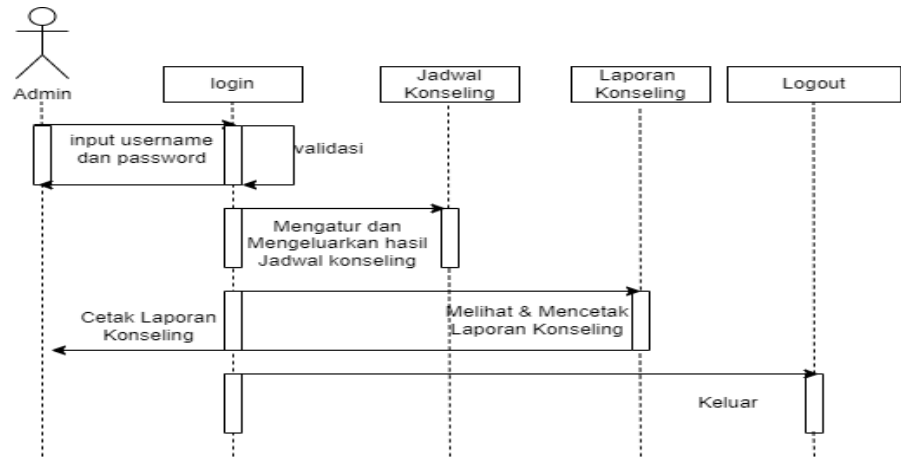 Admin
login
Jadwal
Konseling
Laporan
Konseling
Logout
input username
dan password
validasi
Mengatur dan
Mengeluarkan hasil
Jadwal konseling
Cetak Laporan
Konseling
Melihat & Mencetak
Laporan Konseling
Keluar